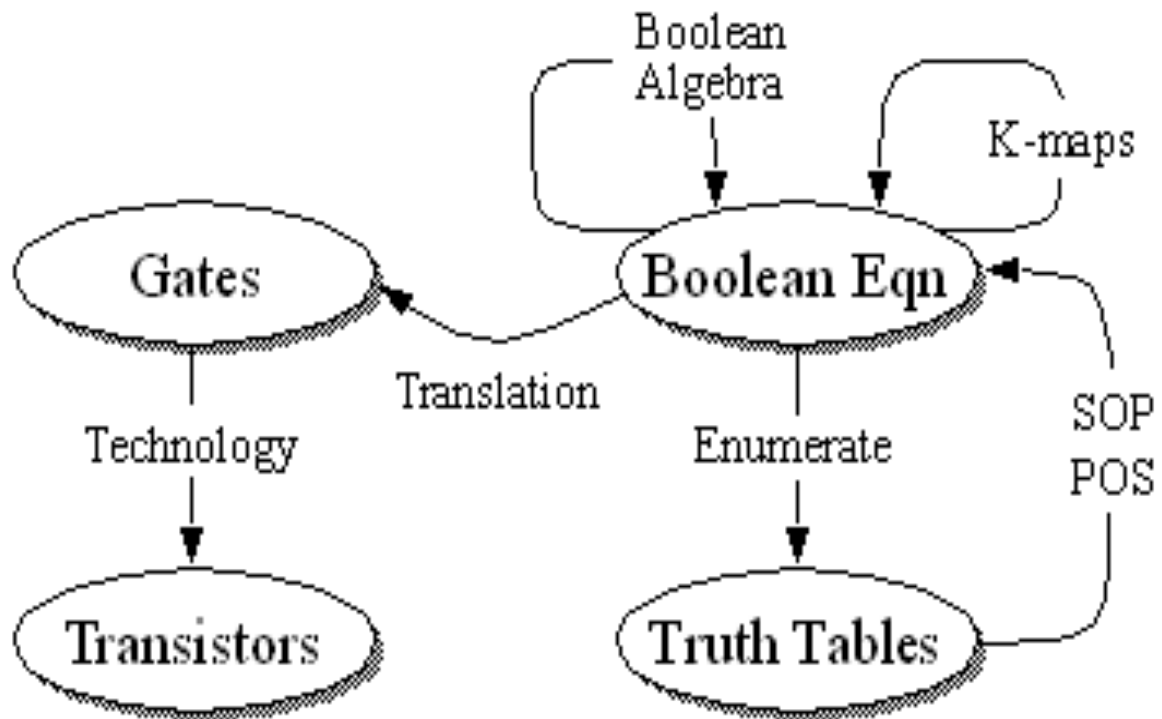 Boolean
Algebra
K-maps
Gates
Boolean Eqn
Translation
Technology
Enumerate
SOP
POS
Transistors
Truth Tables